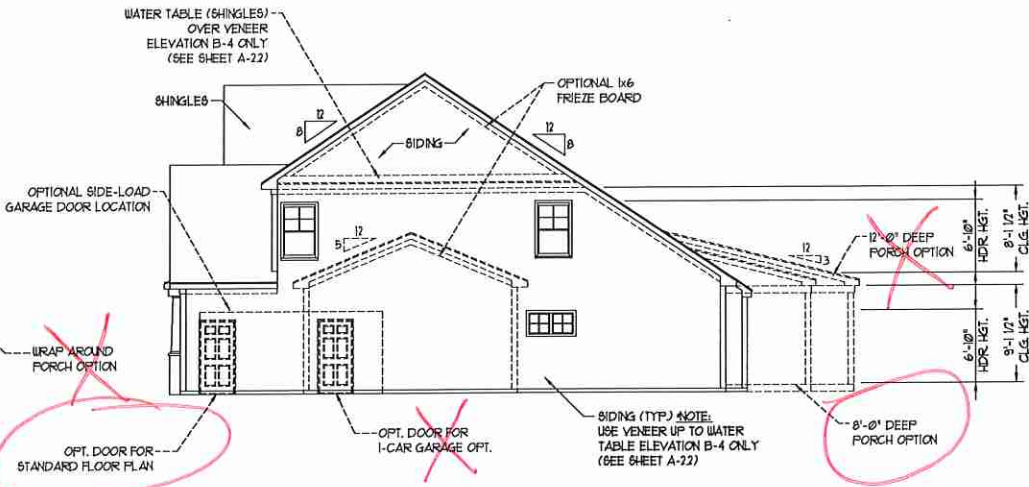 WATER TABLE (SHINGLES)
OVER VENEER
ELEVATION B-4 ONLY
(SEE SHEET A-2.2)
SHINGLES
12
8
SIDING
OPTIONAL 1x6
FRIEZE BOARD
12
8
OPTIONAL SIDE-LOAD
GARAGE DOOR LOCATION
12
5
12
3
12'-0" DEEP
PORCH OPTION
6'-10"
HDR. HGT.
8'-1 1/2"
CLG. HGT.
6'-10"
HDR. HGT.
9'-1 1/2"
CLG. HGT.
WRAP AROUND
PORCH OPTION
OPT. DOOR FOR
STANDARD FLOOR PLAN
OPT. DOOR FOR
1-CAR GARAGE OPT.
SIDING (TYP.) NOTE:
USE VENEER UP TO WATER
TABLE ELEVATION B-4 ONLY
(SEE SHEET A-2.2)
8'-0" DEEP
PORCH OPTION